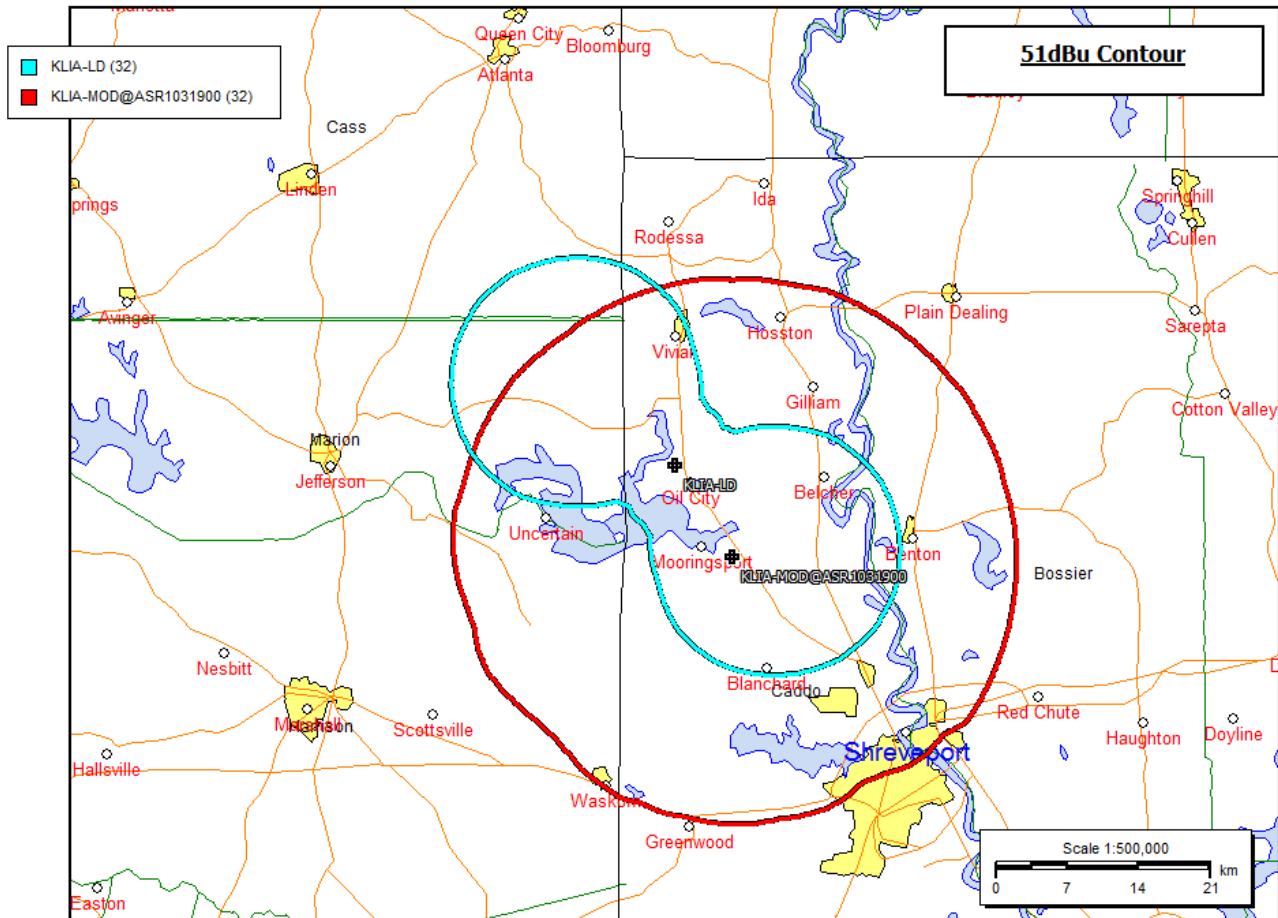 Queen City
Bloomburg
51dBu Contour
KLIA-LD (32)
Atlanta
KLIA-MOD@ASR1031900 (32)
Cass
Linden
prings
Ida
Springhill
Rodessa
Cullen
Avinger
Plain Dealing
Sarepta
Hosston
Gilliam
Cotton Valley
Marion
Jefferson
KLIA-LD
Oil City
Belcher
Uncertain
Mooringsport
Benton
KLIA-MOD@ASR1031900
Bossier
Nesbitt
Blanchard
Caddo
Red Chute
Marshall
Harrison
Scottsville
Haughton
Doyline
Hallsville
Shreveport
Waskom
Greenwood
Scale 1:500,000
km
0 7 14 21
Easton